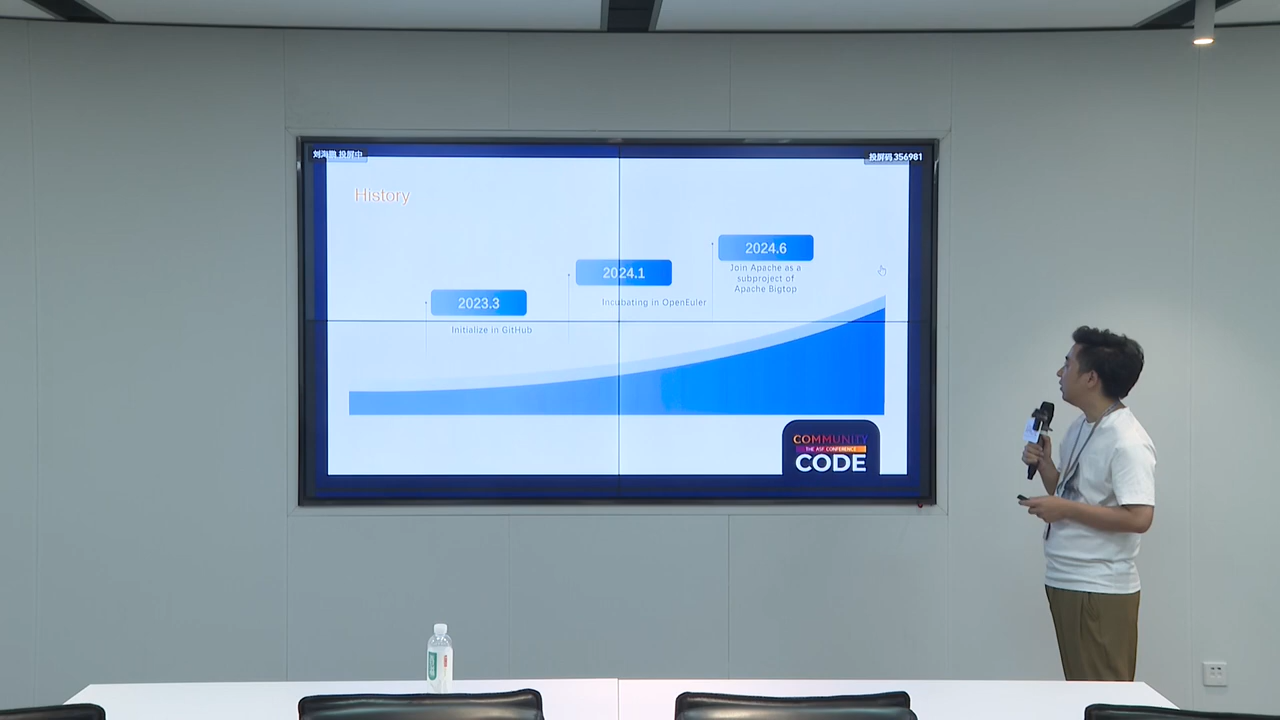 刘海鹏 投屏中
投屏码 356981
History
2024.6
Join Apache as a
subproject of
Apache Bigtop
2024.1
Incubating in OpenEuler
2023.3
Initialize in GitHub
COMMUNITY
THE ASF CONFERENCE
CODE